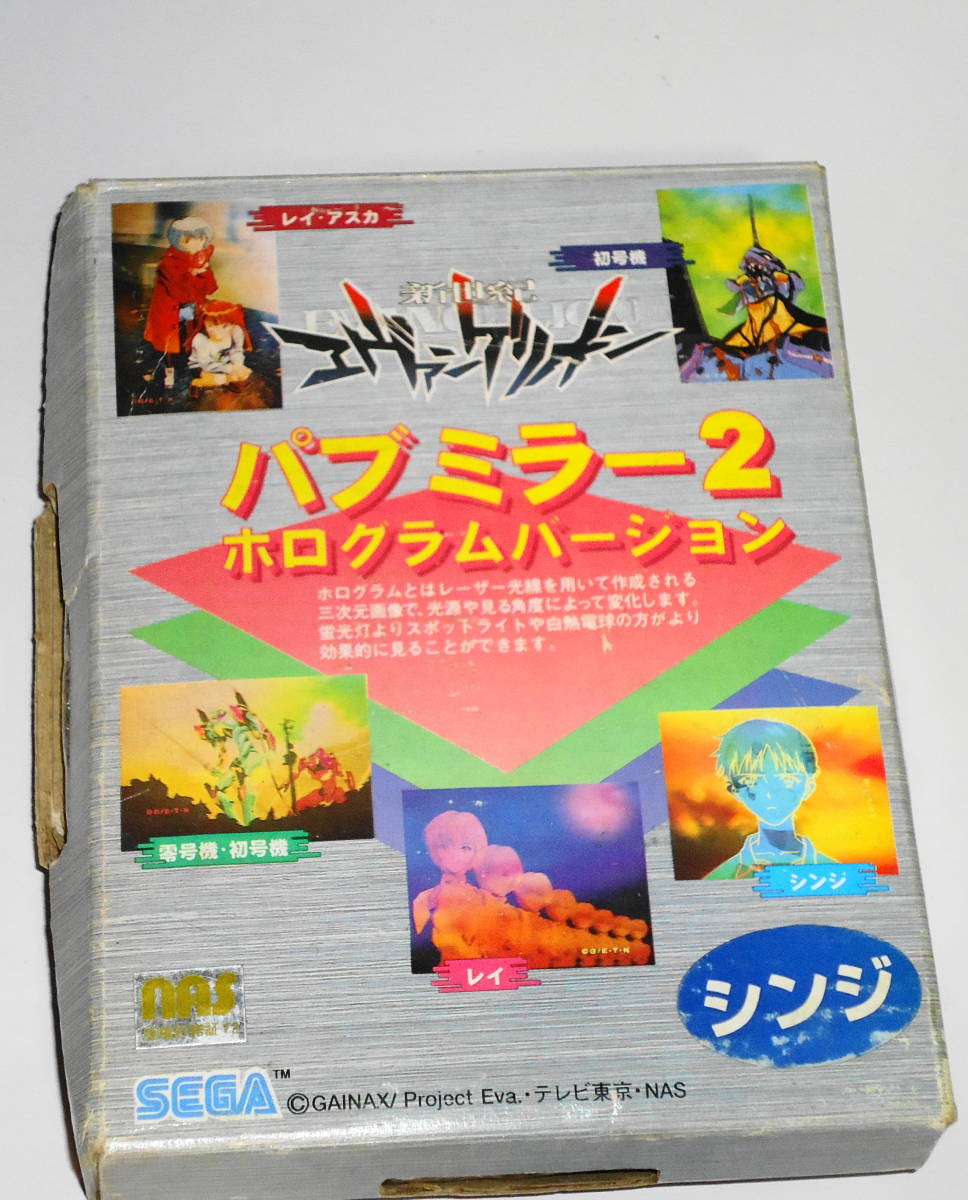 レイ・アスカ
初号機
新世紀
EVANGELION
エヴァンゲリオン
パブミラー2
ホログラムバージョン
ホログラムとはレーザー光線を用いて作成される
三次元画像で、光源や見る角度によって変化します。
蛍光灯よりスポットライトや白熱電球の方がより
効果的に見ることができます。
零号機・初号機
シンジ
レイ
©G/E・T・N
シンジ
nas
SEGA™
©GAINAX/ Project Eva.・テレビ東京・NAS